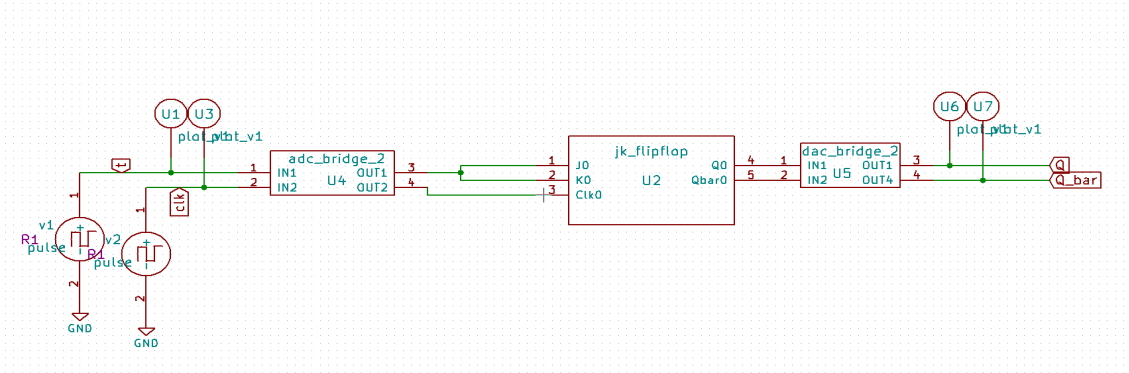 U1 U3
plot_v1 plot_v1
t
clk
v1
R1
pulse
1
2
GND
v2
R1
pulse
1
2
GND
adc_bridge_2
1 IN1 OUT1 3
2 IN2 OUT2 4
U4
jk_flipflop
1 J0 Q0 4
2 K0 Qbar0 5
3 Clk0
U2
dac_bridge_2
1 IN1 OUT1 3
2 IN2 OUT4 4
U5
U6 U7
plot_v1 plot_v1
Q
Q_bar